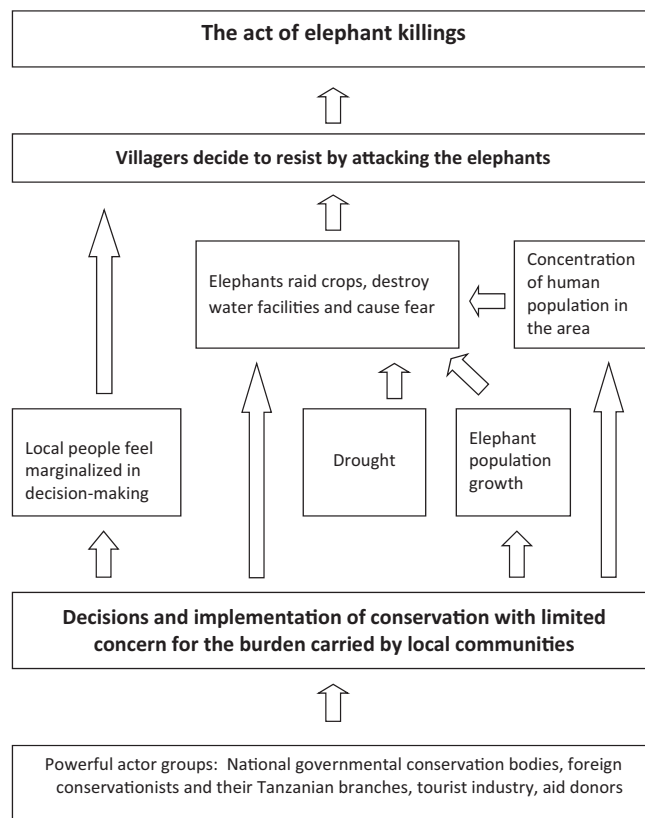 The act of elephant killings
Villagers decide to resist by attacking the elephants
Elephants raid crops, destroy
water facilities and cause fear
Concentration
of human
population in
the area
Local people feel
marginalized in
decision-making
Drought
Elephant
population
growth
Decisions and implementation of conservation with limited
concern for the burden carried by local communities
Powerful actor groups: National governmental conservation bodies, foreign
conservationists and their Tanzanian branches, tourist industry, aid donors